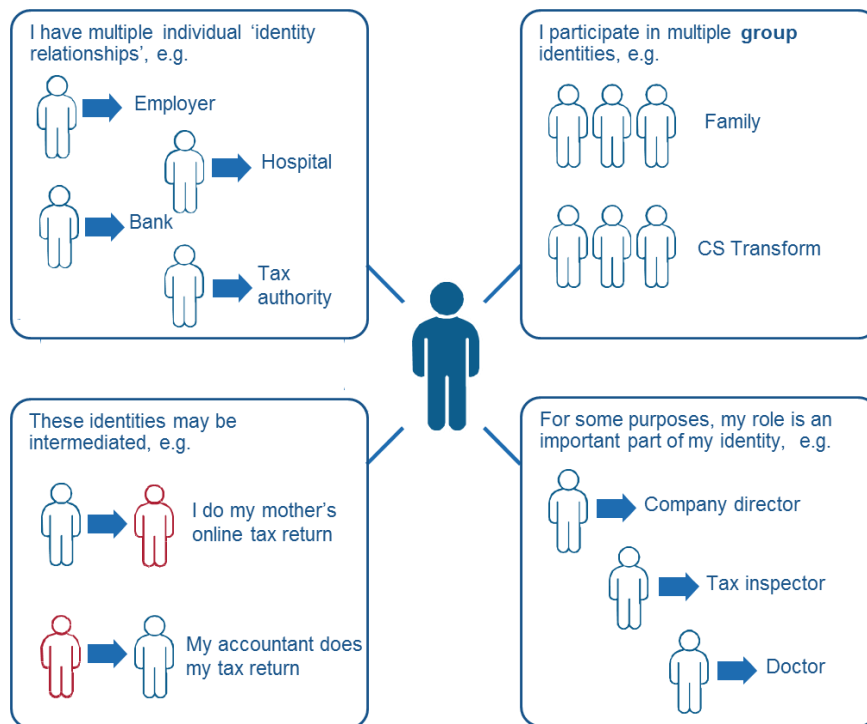 I have multiple individual ‘identity
relationships’, e.g.
Employer
Hospital
Bank
Tax
authority
I participate in multiple group
identities, e.g.
Family
CS Transform
These identities may be
intermediated, e.g.
I do my mother’s
online tax return
My accountant does
my tax return
For some purposes, my role is an
important part of my identity, e.g.
Company director
Tax inspector
Doctor